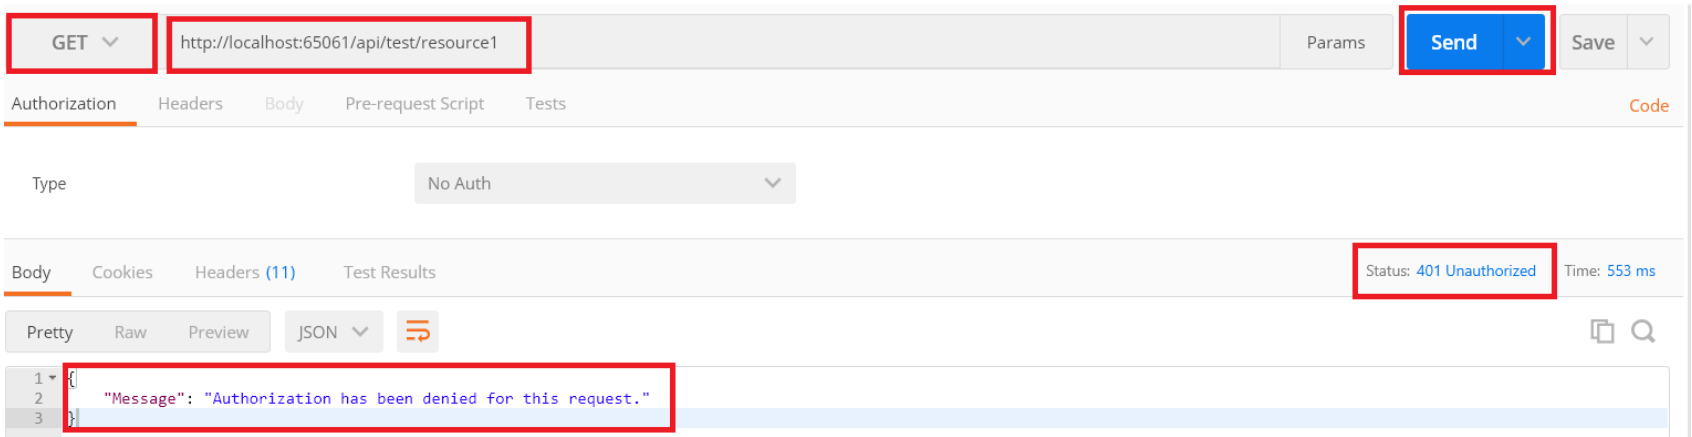 GET http://localhost:65061/api/test/resource1 Params Send Save
Authorization Headers Body Pre-request Script Tests Code
Type No Auth
Body Cookies Headers (11) Test Results Status: 401 Unauthorized Time: 553 ms
Pretty Raw Preview JSON
1 {
2 "Message": "Authorization has been denied for this request."
3 }